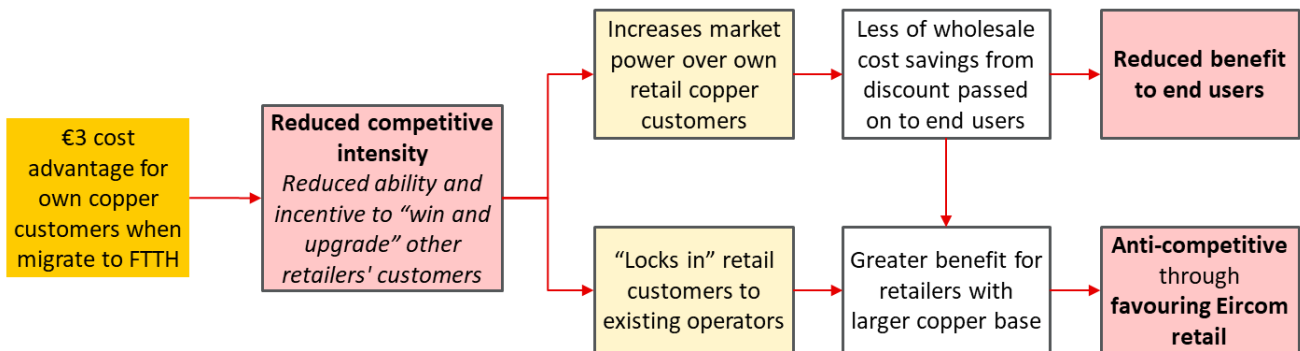 €3 cost
advantage for
own copper
customers when
migrate to FTTH
Reduced competitive
intensity
Reduced ability and
incentive to “win and
upgrade” other
retailers' customers
Increases market
power over own
retail copper
customers
Less of wholesale
cost savings from
discount passed
on to end users
Reduced benefit
to end users
“Locks in” retail
customers to
existing operators
Greater benefit for
retailers with
larger copper base
Anti-competitive
through
favouring Eircom
retail